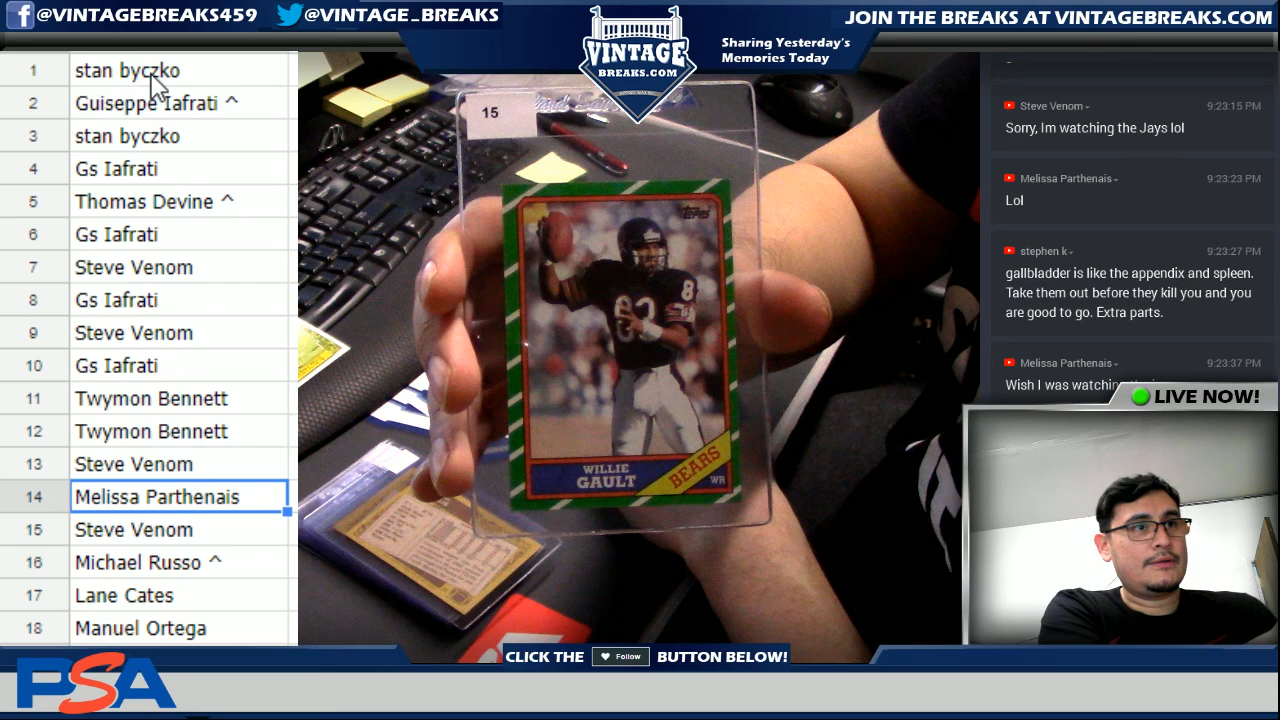 @VINTAGEBREAKS459
@VINTAGE_BREAKS
VINTAGE
BREAKS.COM
Sharing Yesterday's
Memories Today
JOIN THE BREAKS AT VINTAGEBREAKS.COM
1 stan byczko
2 Guiseppe Iafrati ^
3 stan byczko
4 Gs Iafrati
5 Thomas Devine ^
6 Gs Iafrati
7 Steve Venom
8 Gs Iafrati
9 Steve Venom
10 Gs Iafrati
11 Twymon Bennett
12 Twymon Bennett
13 Steve Venom
14 Melissa Parthenais
15 Steve Venom
16 Michael Russo ^
17 Lane Cates
18 Manuel Ortega
15
Topps
83
8
WILLIE
GAULT
BEARS
WR
Steve Venom 9:23:15 PM
Sorry, Im watching the Jays lol
Melissa Parthenais 9:23:23 PM
Lol
stephen k 9:23:27 PM
gallbladder is like the appendix and spleen.
Take them out before they kill you and you
are good to go. Extra parts.
Melissa Parthenais 9:23:37 PM
Wish I was watching
LIVE NOW!
CLICK THE Follow BUTTON BELOW!
PSA